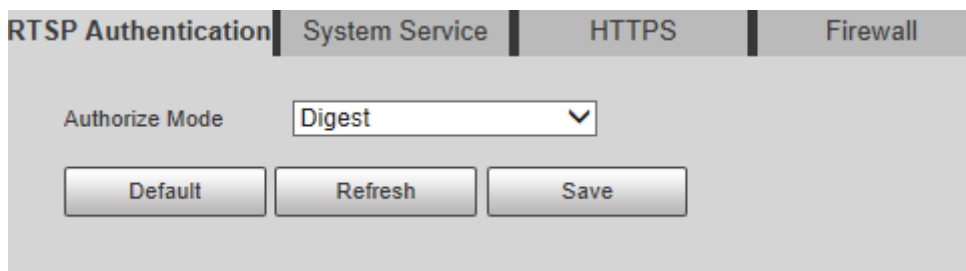 RTSP Authentication System Service HTTPS Firewall
Authorize Mode Digest
Default Refresh Save